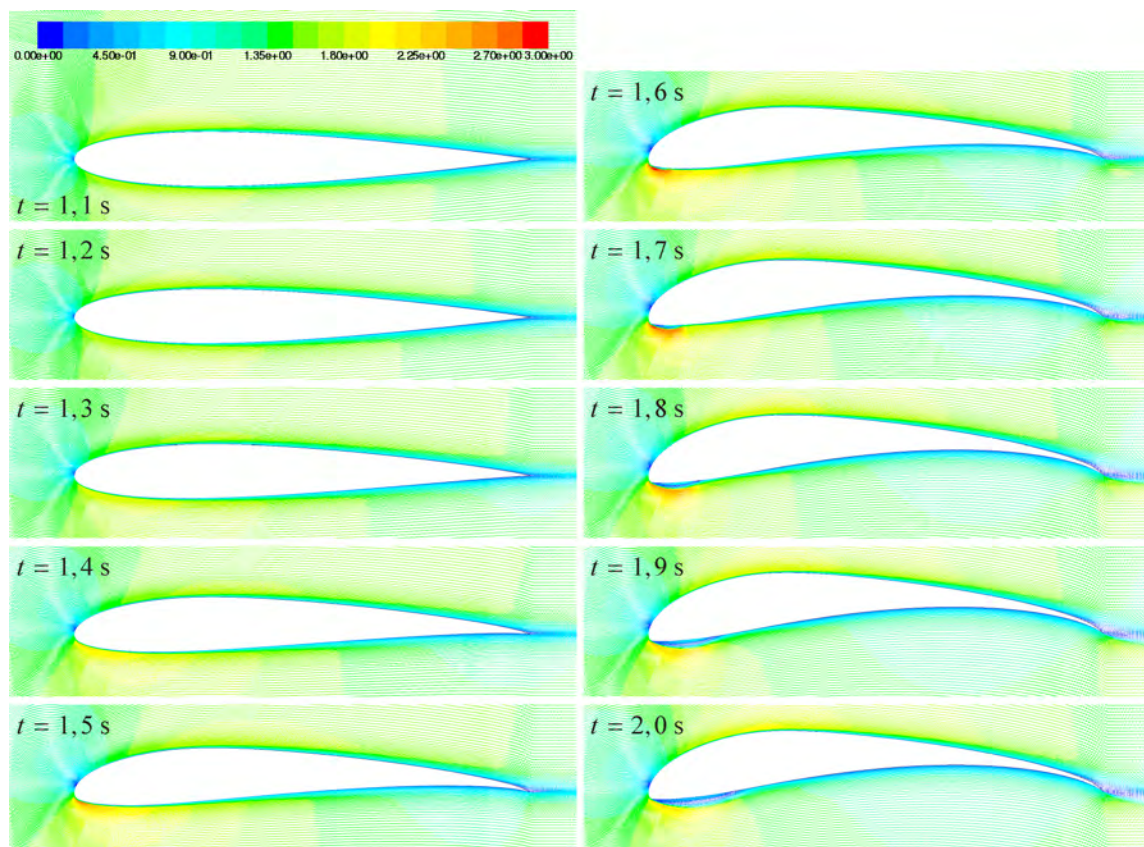 0.00e+00 4.50e-01 9.00e-01 1.35e+00 1.80e+00 2.25e+00 2.70e+00 3.00e+00
t = 1,1 s
t = 1,2 s
t = 1,3 s
t = 1,4 s
t = 1,5 s
t = 1,6 s
t = 1,7 s
t = 1,8 s
t = 1,9 s
t = 2,0 s